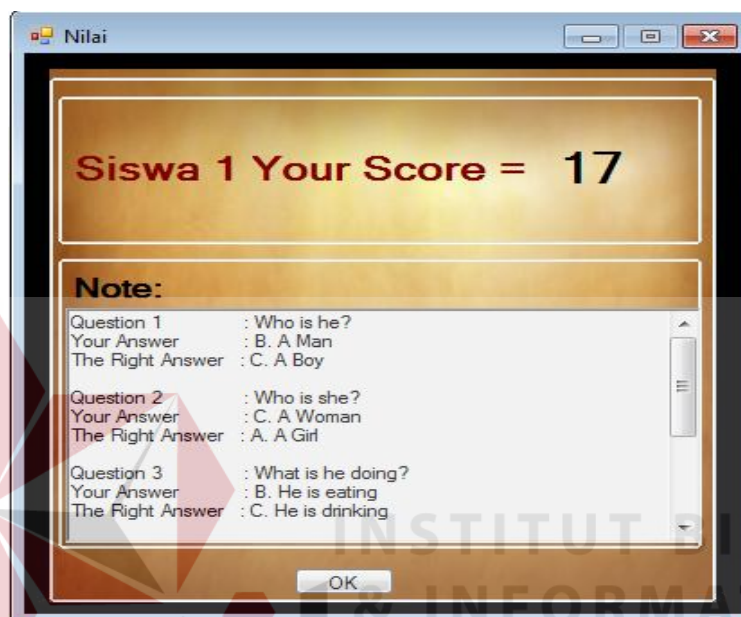 Nilai
Siswa 1 Your Score = 17
Note:
Question 1 : Who is he?
Your Answer : B. A Man
The Right Answer : C. A Boy
Question 2 : Who is she?
Your Answer : C. A Woman
The Right Answer : A. A Girl
Question 3 : What is he doing?
Your Answer : B. He is eating
The Right Answer : C. He is drinking
INSTITUT BI
OK
& INFORMA